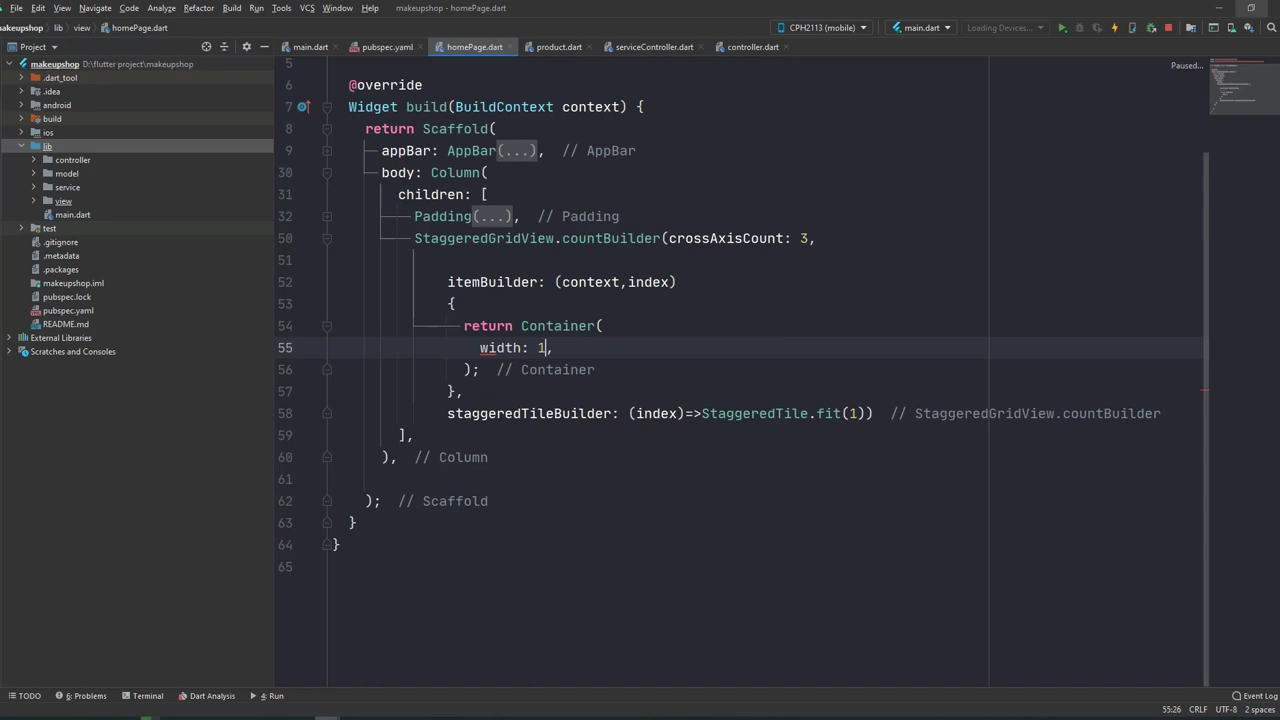 File Edit View Navigate Code Analyze Refactor Build Run Tools VCS Window Help makeupshop - homePage.dart
makeupshop lib view homePage.dart CPH2113 (mobile) main.dart Loading Devices...
Project main.dart pubspec.yaml homePage.dart product.dart serviceController.dart controller.dart
makeupshop D:\flutter project\makeupshop
.dart_tool
.idea
android
build
ios
lib
controller
model
service
view
main.dart
test
.gitignore
.metadata
.packages
makeupshop.iml
pubspec.lock
pubspec.yaml
README.md
External Libraries
Scratches and Consoles
Paused...
5
6 @override
7 Widget build(BuildContext context) {
8 return Scaffold(
9 appBar: AppBar(...), // AppBar
30 body: Column(
31 children: [
32 Padding(...), // Padding
50 StaggeredGridView.countBuilder(crossAxisCount: 3,
51
52 itemBuilder: (context,index)
53 {
54 return Container(
55 width: 1,
56 ); // Container
57 },
58 staggeredTileBuilder: (index)=>StaggeredTile.fit(1)) // StaggeredGridView.countBuilder
59 ],
60 ), // Column
61
62 ); // Scaffold
63 }
64 }
65
TODO 6: Problems Terminal Dart Analysis 4: Run Event Log
55:26 CRLF UTF-8 2 spaces